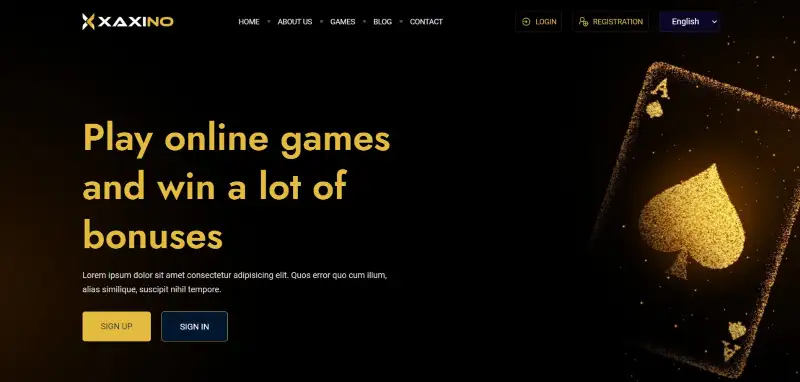 XAXINO
HOME
ABOUT US
GAMES
BLOG
CONTACT
LOGIN
REGISTRATION
English
Play online games
and win a lot of
bonuses
Lorem ipsum dolor sit amet consectetur adipisicing elit. Quos error quo cum illum,
alias similique, suscipit nihil tempore.
SIGN UP
SIGN IN
A
A